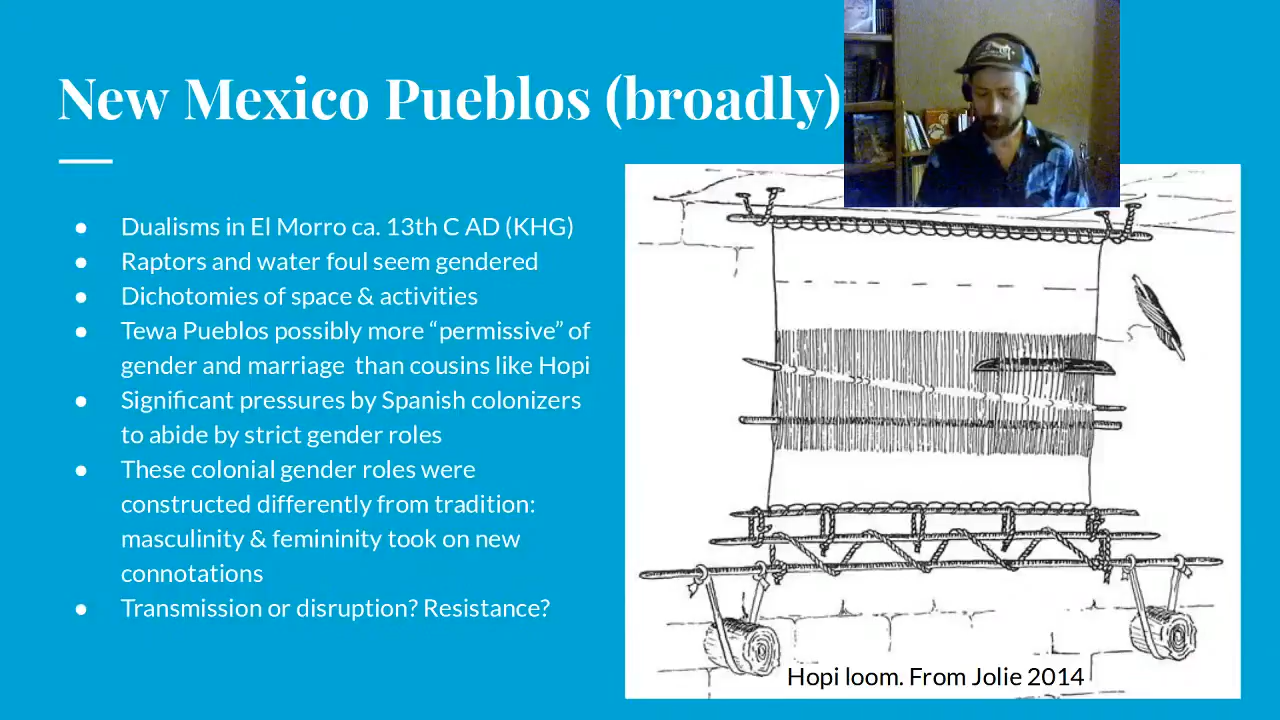 New Mexico Pueblos (broadly)
● Dualisms in El Morro ca. 13th C AD (KHG)
● Raptors and water foul seem gendered
● Dichotomies of space & activities
● Tewa Pueblos possibly more “permissive” of
gender and marriage  than cousins like Hopi
● Significant pressures by Spanish colonizers
to abide by strict gender roles
● These colonial gender roles were
constructed differently from tradition:
masculinity & femininity took on new
connotations
● Transmission or disruption? Resistance?
Hopi loom. From Jolie 2014